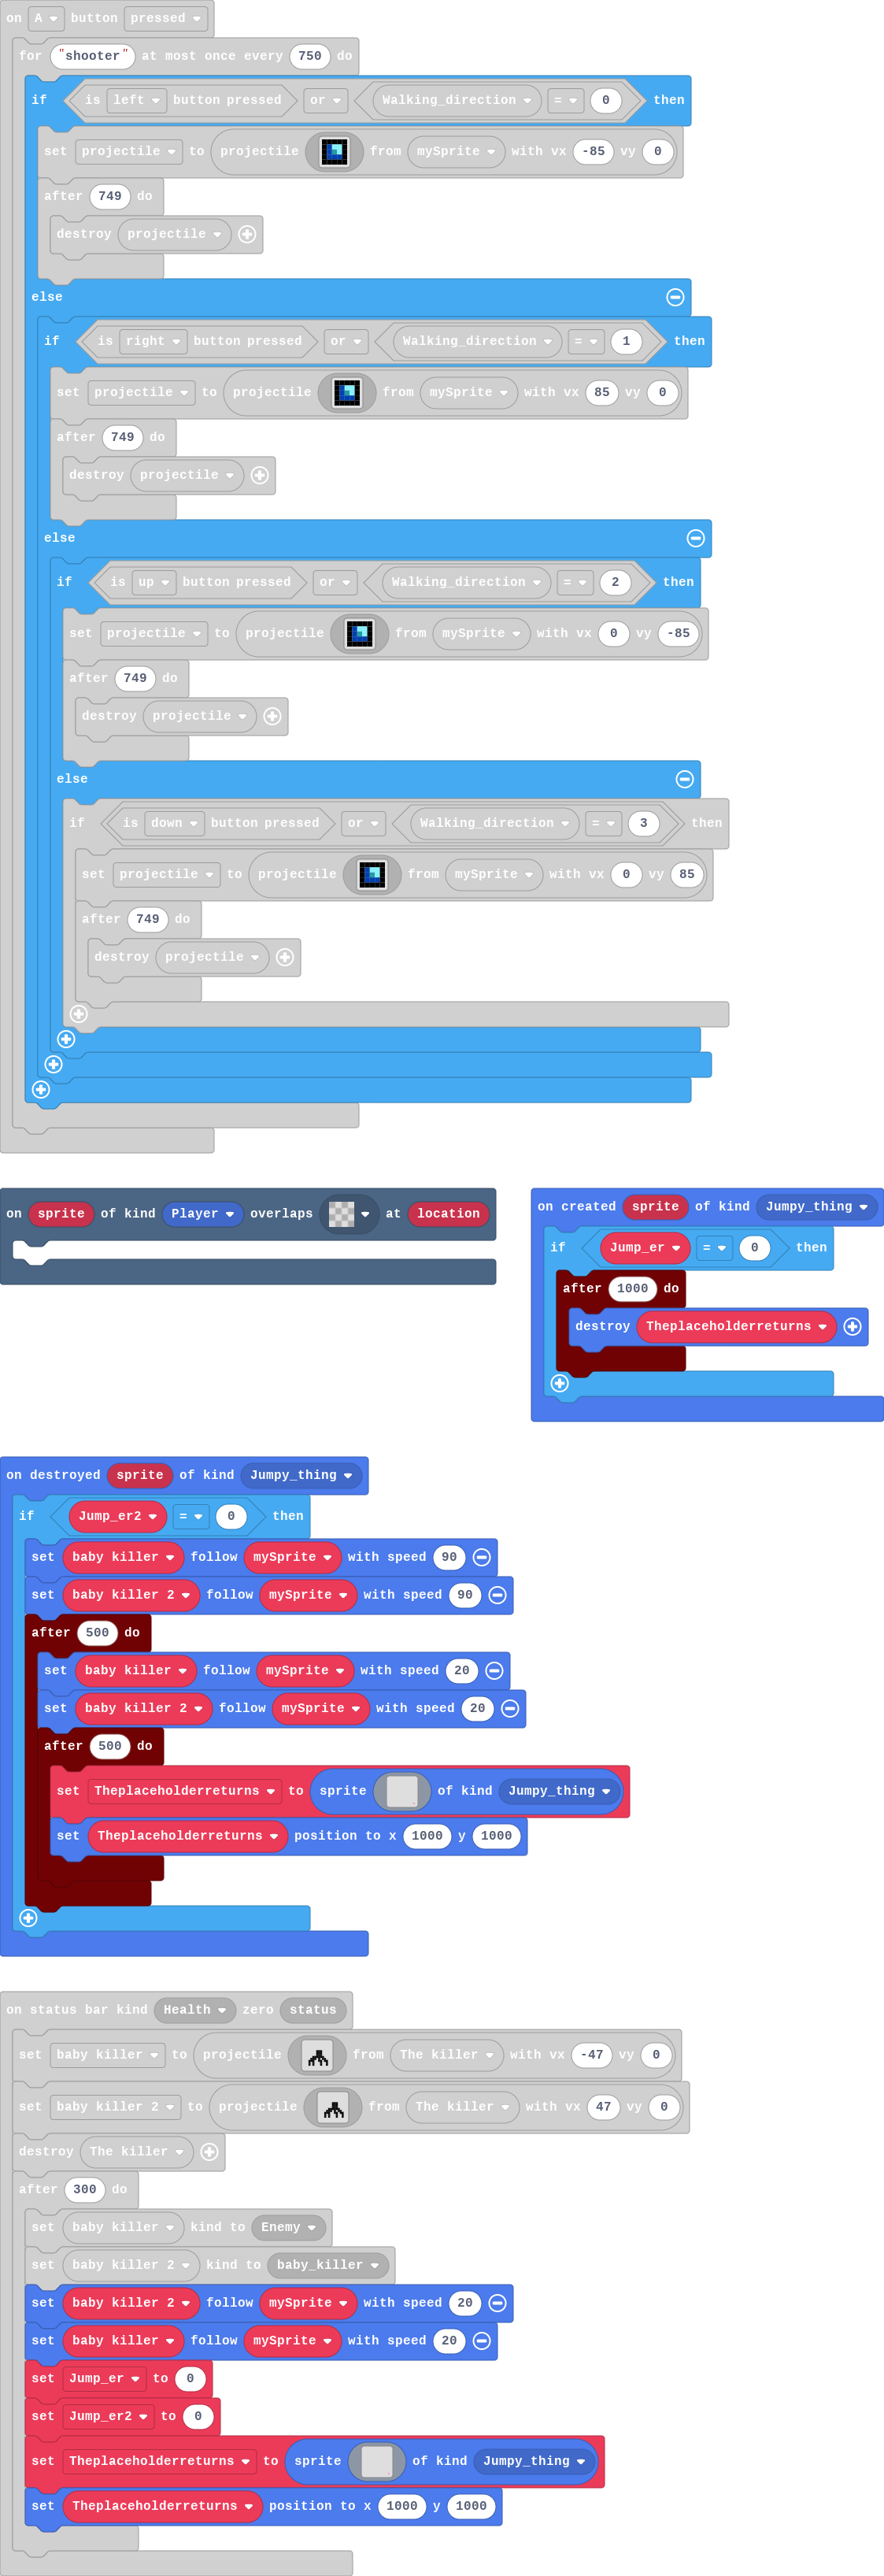 on A button pressed
for "shooter" at most once every 750 do
if is left button pressed or Walking_direction = 0 then
set projectile to projectile from mySprite with vx -85 vy 0
after 749 do
destroy projectile
else
if is right button pressed or Walking_direction = 1 then
set projectile to projectile from mySprite with vx 85 vy 0
after 749 do
destroy projectile
else
if is up button pressed or Walking_direction = 2 then
set projectile to projectile from mySprite with vx 0 vy -85
after 749 do
destroy projectile
else
if is down button pressed or Walking_direction = 3 then
set projectile to projectile from mySprite with vx 0 vy 85
after 749 do
destroy projectile
on sprite of kind Player overlaps at location
on created sprite of kind Jumpy_thing
if Jump_er = 0 then
after 1000 do
destroy Theplaceholderreturns
on destroyed sprite of kind Jumpy_thing
if Jump_er2 = 0 then
set baby killer follow mySprite with speed 90
set baby killer 2 follow mySprite with speed 90
after 500 do
set baby killer follow mySprite with speed 20
set baby killer 2 follow mySprite with speed 20
after 500 do
set Theplaceholderreturns to sprite of kind Jumpy_thing
set Theplaceholderreturns position to x 1000 y 1000
on status bar kind Health zero status
set baby killer to projectile from The killer with vx -47 vy 0
set baby killer 2 to projectile from The killer with vx 47 vy 0
destroy The killer
after 300 do
set baby killer kind to Enemy
set baby killer 2 kind to baby_killer
set baby killer 2 follow mySprite with speed 20
set baby killer follow mySprite with speed 20
set Jump_er to 0
set Jump_er2 to 0
set Theplaceholderreturns to sprite of kind Jumpy_thing
set Theplaceholderreturns position to x 1000 y 1000